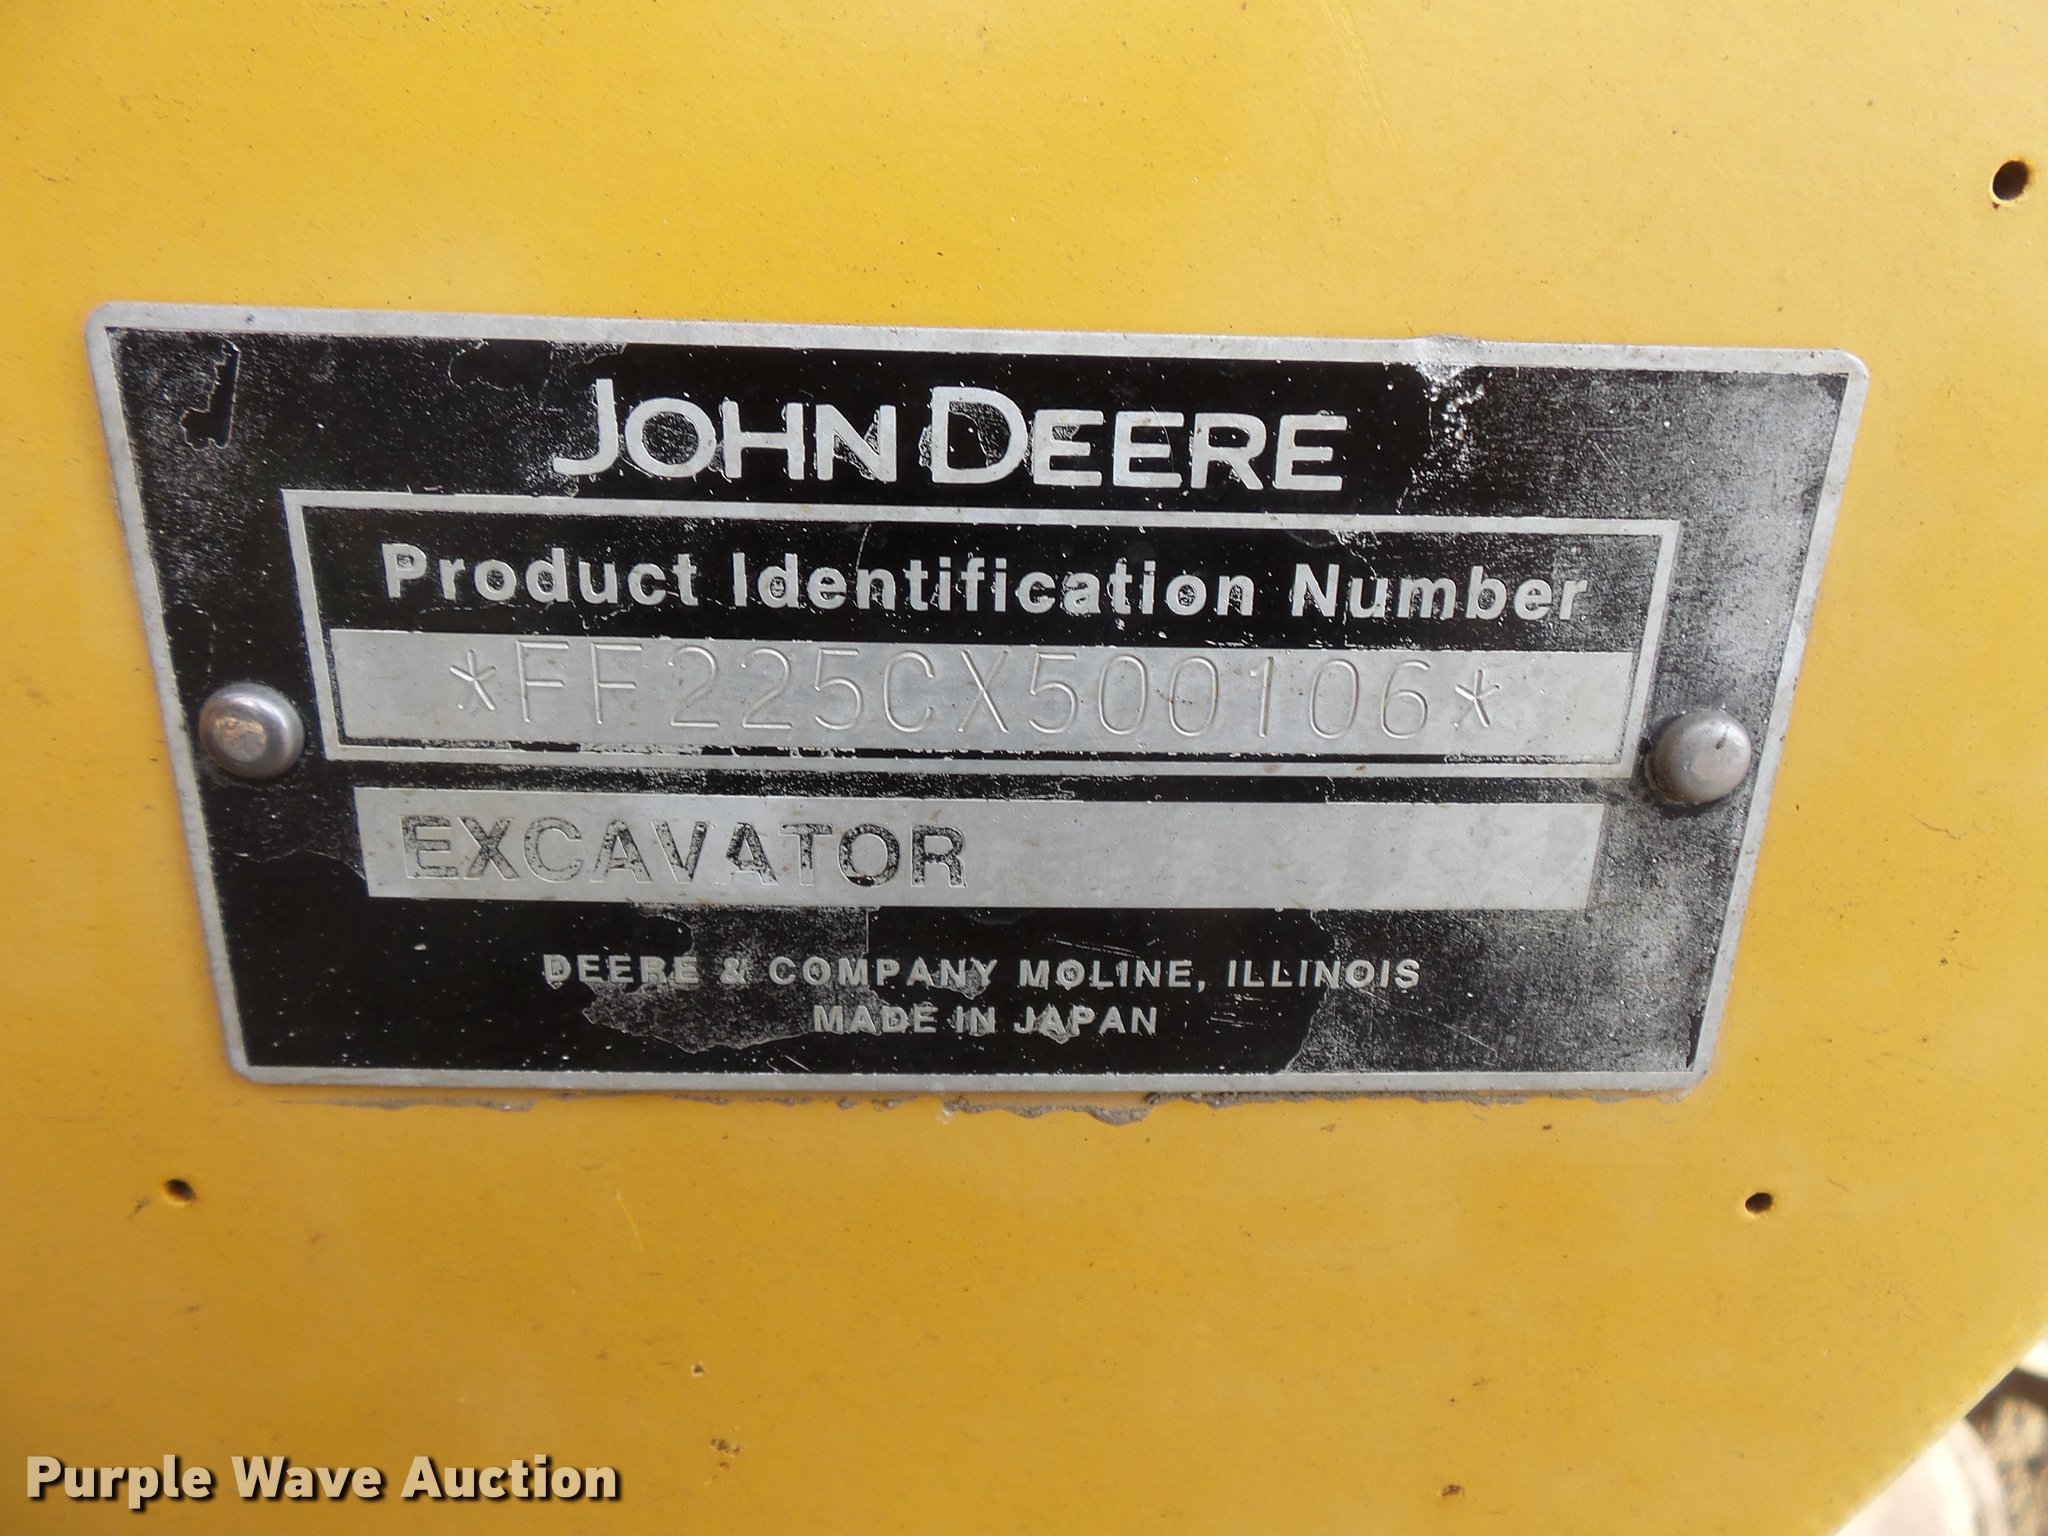 JOHN DEERE
Product Identification Number
*FF225CX500106*
EXCAVATOR
DEERE & COMPANY MOLINE, ILLINOIS
MADE IN JAPAN
Purple Wave Auction